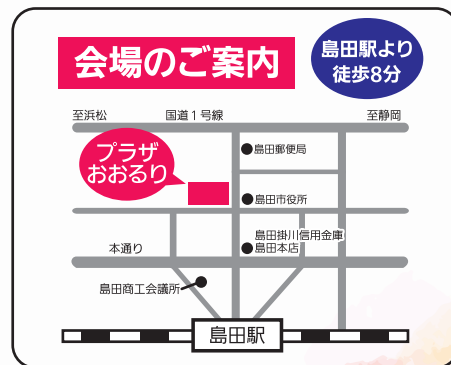 会場のご案内
島田駅より
徒歩8分
至浜松
国道1号線
至静岡
プラザ
おおるり
島田郵便局
島田市役所
島田掛川信用金庫
島田本店
本通り
島田商工会議所
島田駅